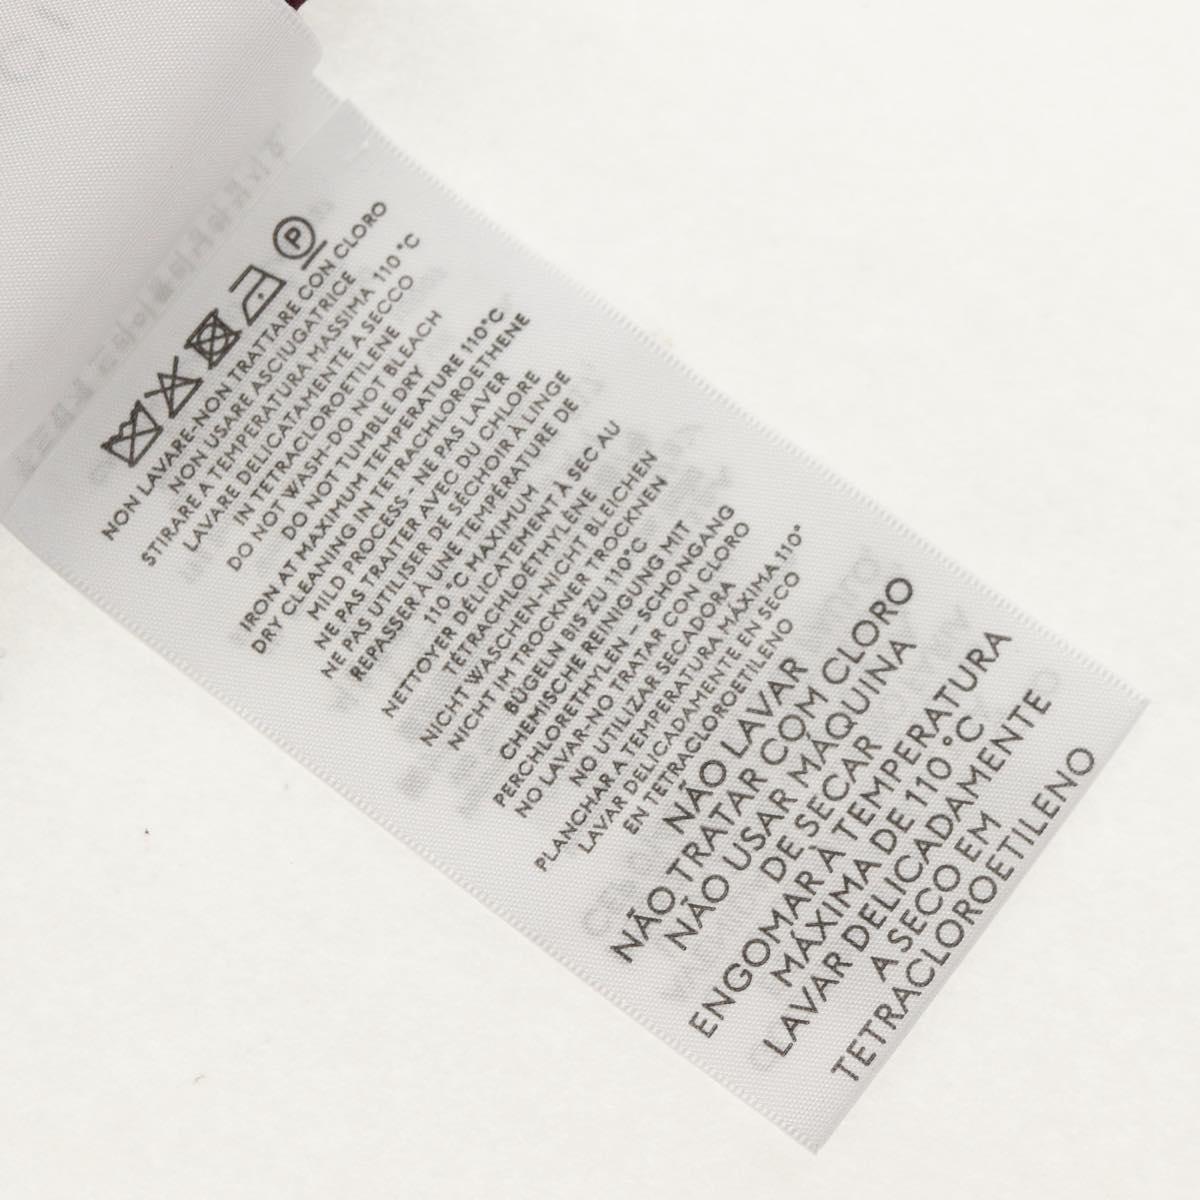 P
NON LAVARE-NON TRATTARE CON CLORO
NON USARE ASCIUGATRICE
STIRARE A TEMPERATURA MASSIMA 110 °C
LAVARE DELICATAMENTE A SECCO
IN TETRACLOROETILENE
DO NOT WASH-DO NOT BLEACH
DO NOT TUMBLE DRY
IRON AT MAXIMUM TEMPERATURE 110°C
DRY CLEANING IN TETRACHLOROETHENE
MILD PROCESS - NE PAS LAVER
NE PAS TRAITER AVEC DU CHLORE
NE PAS UTILISER DE SÉCHOIR À LINGE
REPASSER À UNE TEMPERATURE DE
110 °C MAXIMUM
NETTOYER DÉLICATEMENT À SEC AU
TÉTRACHLOÉTHYLÈNE
NICHT WASCHEN-NICHT BLEICHEN
NICHT IM TROCKNER TROCKNEN
BÜGELN BIS ZU 110°C
CHEMISCHE REINIGUNG MIT
PERCHLORETHYLEN – SCHONGANG
NO LAVAR-NO TRATAR CON CLORO
NO UTILIZAR SECADORA
PLANCHAR A TEMPERATURA MÁXIMA 110°
LAVAR DELICADAMENTE EN SECO
EN TETRACLOROETILENO
NÃO LAVAR
NÃO TRATAR COM CLORO
NÃO USAR MÁQUINA
DE SECAR
ENGOMAR À TEMPERATURA
MÁXIMA DE 110 °C
LAVAR DELICADAMENTE
A SECO EM
TETRACLOROETILENO